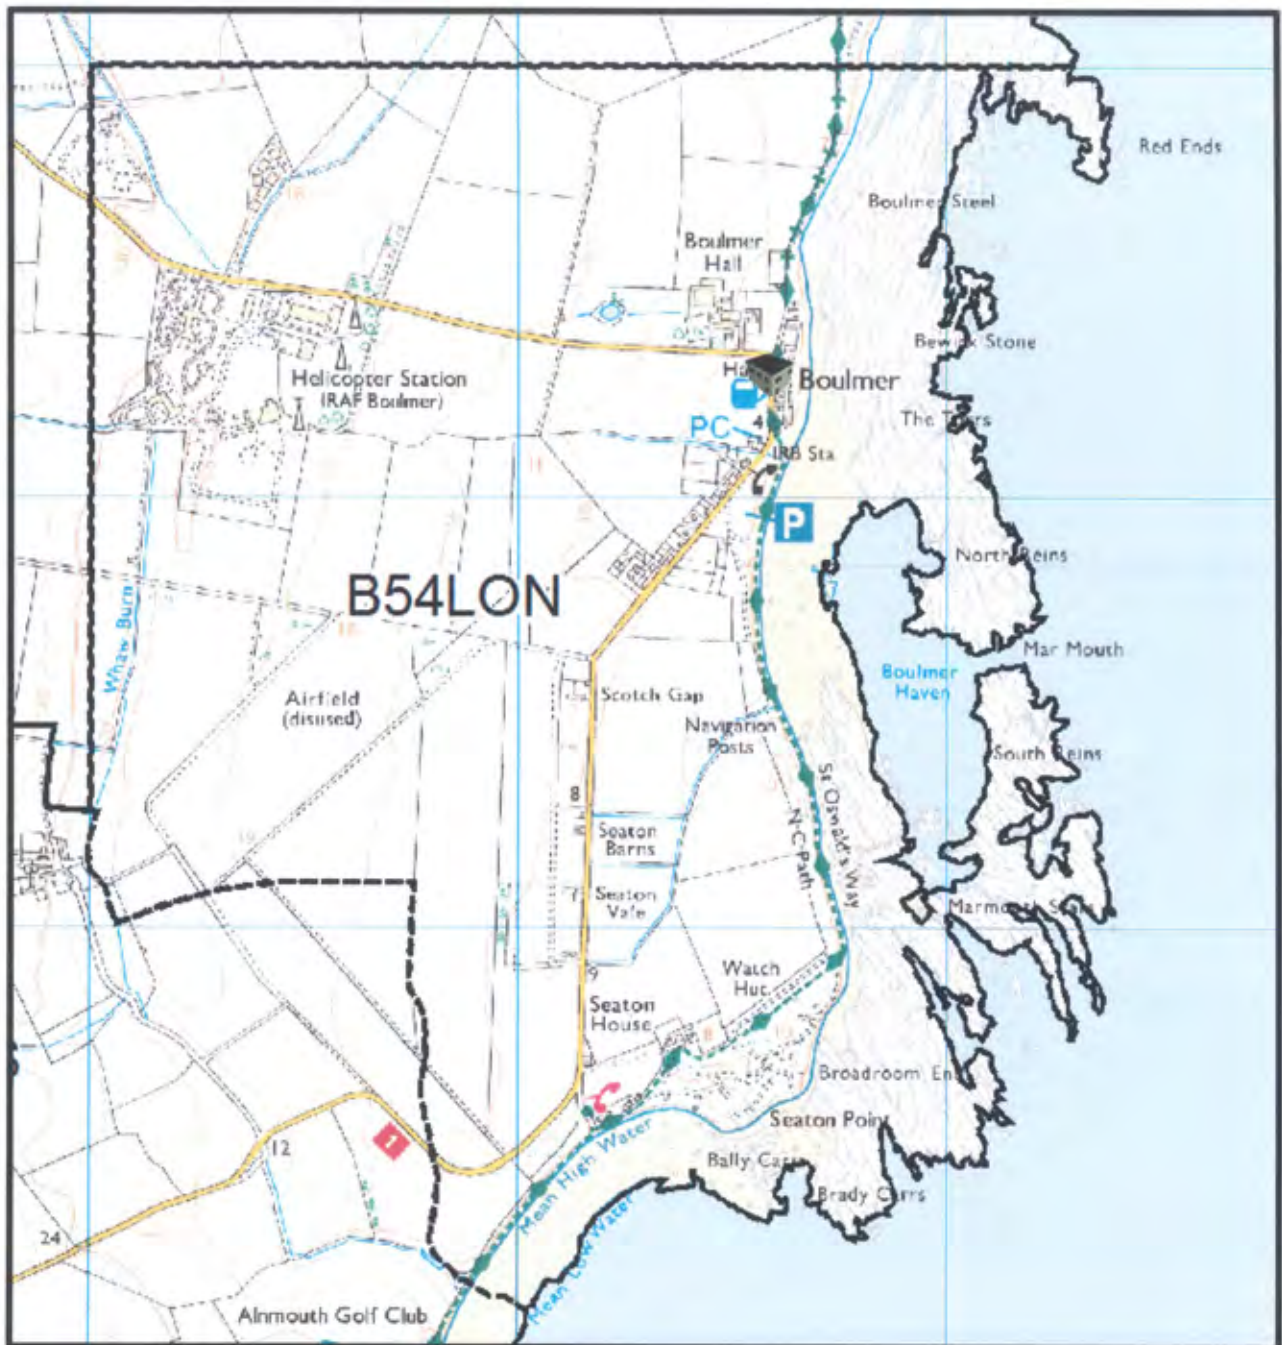 Red Ends
Boulmer Steel
Boulmer
Hall
Bewick Stone
Helicopter Station
(RAF Boulmer)
Boulmer
The Torrs
PC
4
IRB Sta
P
North Reins
B54LON
Whaw Burn
Mar Mouth
Boulmer
Haven
Airfield
(disused)
Scotch Gap
Navigation
Posts
South Reins
St Oswald's Way
N C Path
8
Seaton
Barns
7
Seaton
Vale
Watch
Hut
9
Seaton
House
Broadroom End
Seaton Point
Mean High Water
Bally Carrs
Brady Carrs
1
12
24
Mean Low Water
Alnmouth Golf Club